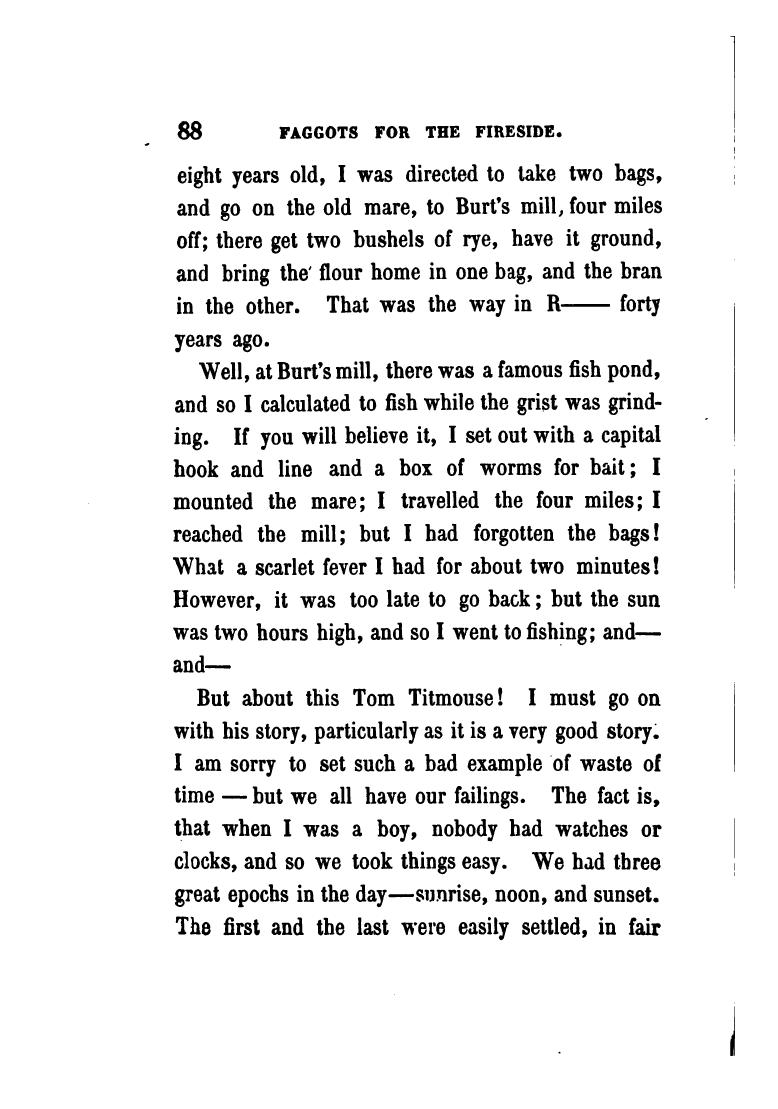 88 FAGGOTS FOR THE FIRESIDE.
eight years old, I was directed to take two bags,
and go on the old mare, to Burt's mill, four miles
off; there get two bushels of rye, have it ground,
and bring the' flour home in one bag, and the bran
in the other. That was the way in R—— forty
years ago.
Well, at Burt's mill, there was a famous fish pond,
and so I calculated to fish while the grist was grind-
ing. If you will believe it, I set out with a capital
hook and line and a box of worms for bait; I
mounted the mare; I travelled the four miles; I
reached the mill; but I had forgotten the bags!
What a scarlet fever I had for about two minutes!
However, it was too late to go back; but the sun
was two hours high, and so I went to fishing; and—
and—
But about this Tom Titmouse! I must go on
with his story, particularly as it is a very good story.
I am sorry to set such a bad example of waste of
time — but we all have our failings. The fact is,
that when I was a boy, nobody had watches or
clocks, and so we took things easy. We had three
great epochs in the day—sunrise, noon, and sunset.
The first and the last were easily settled, in fair